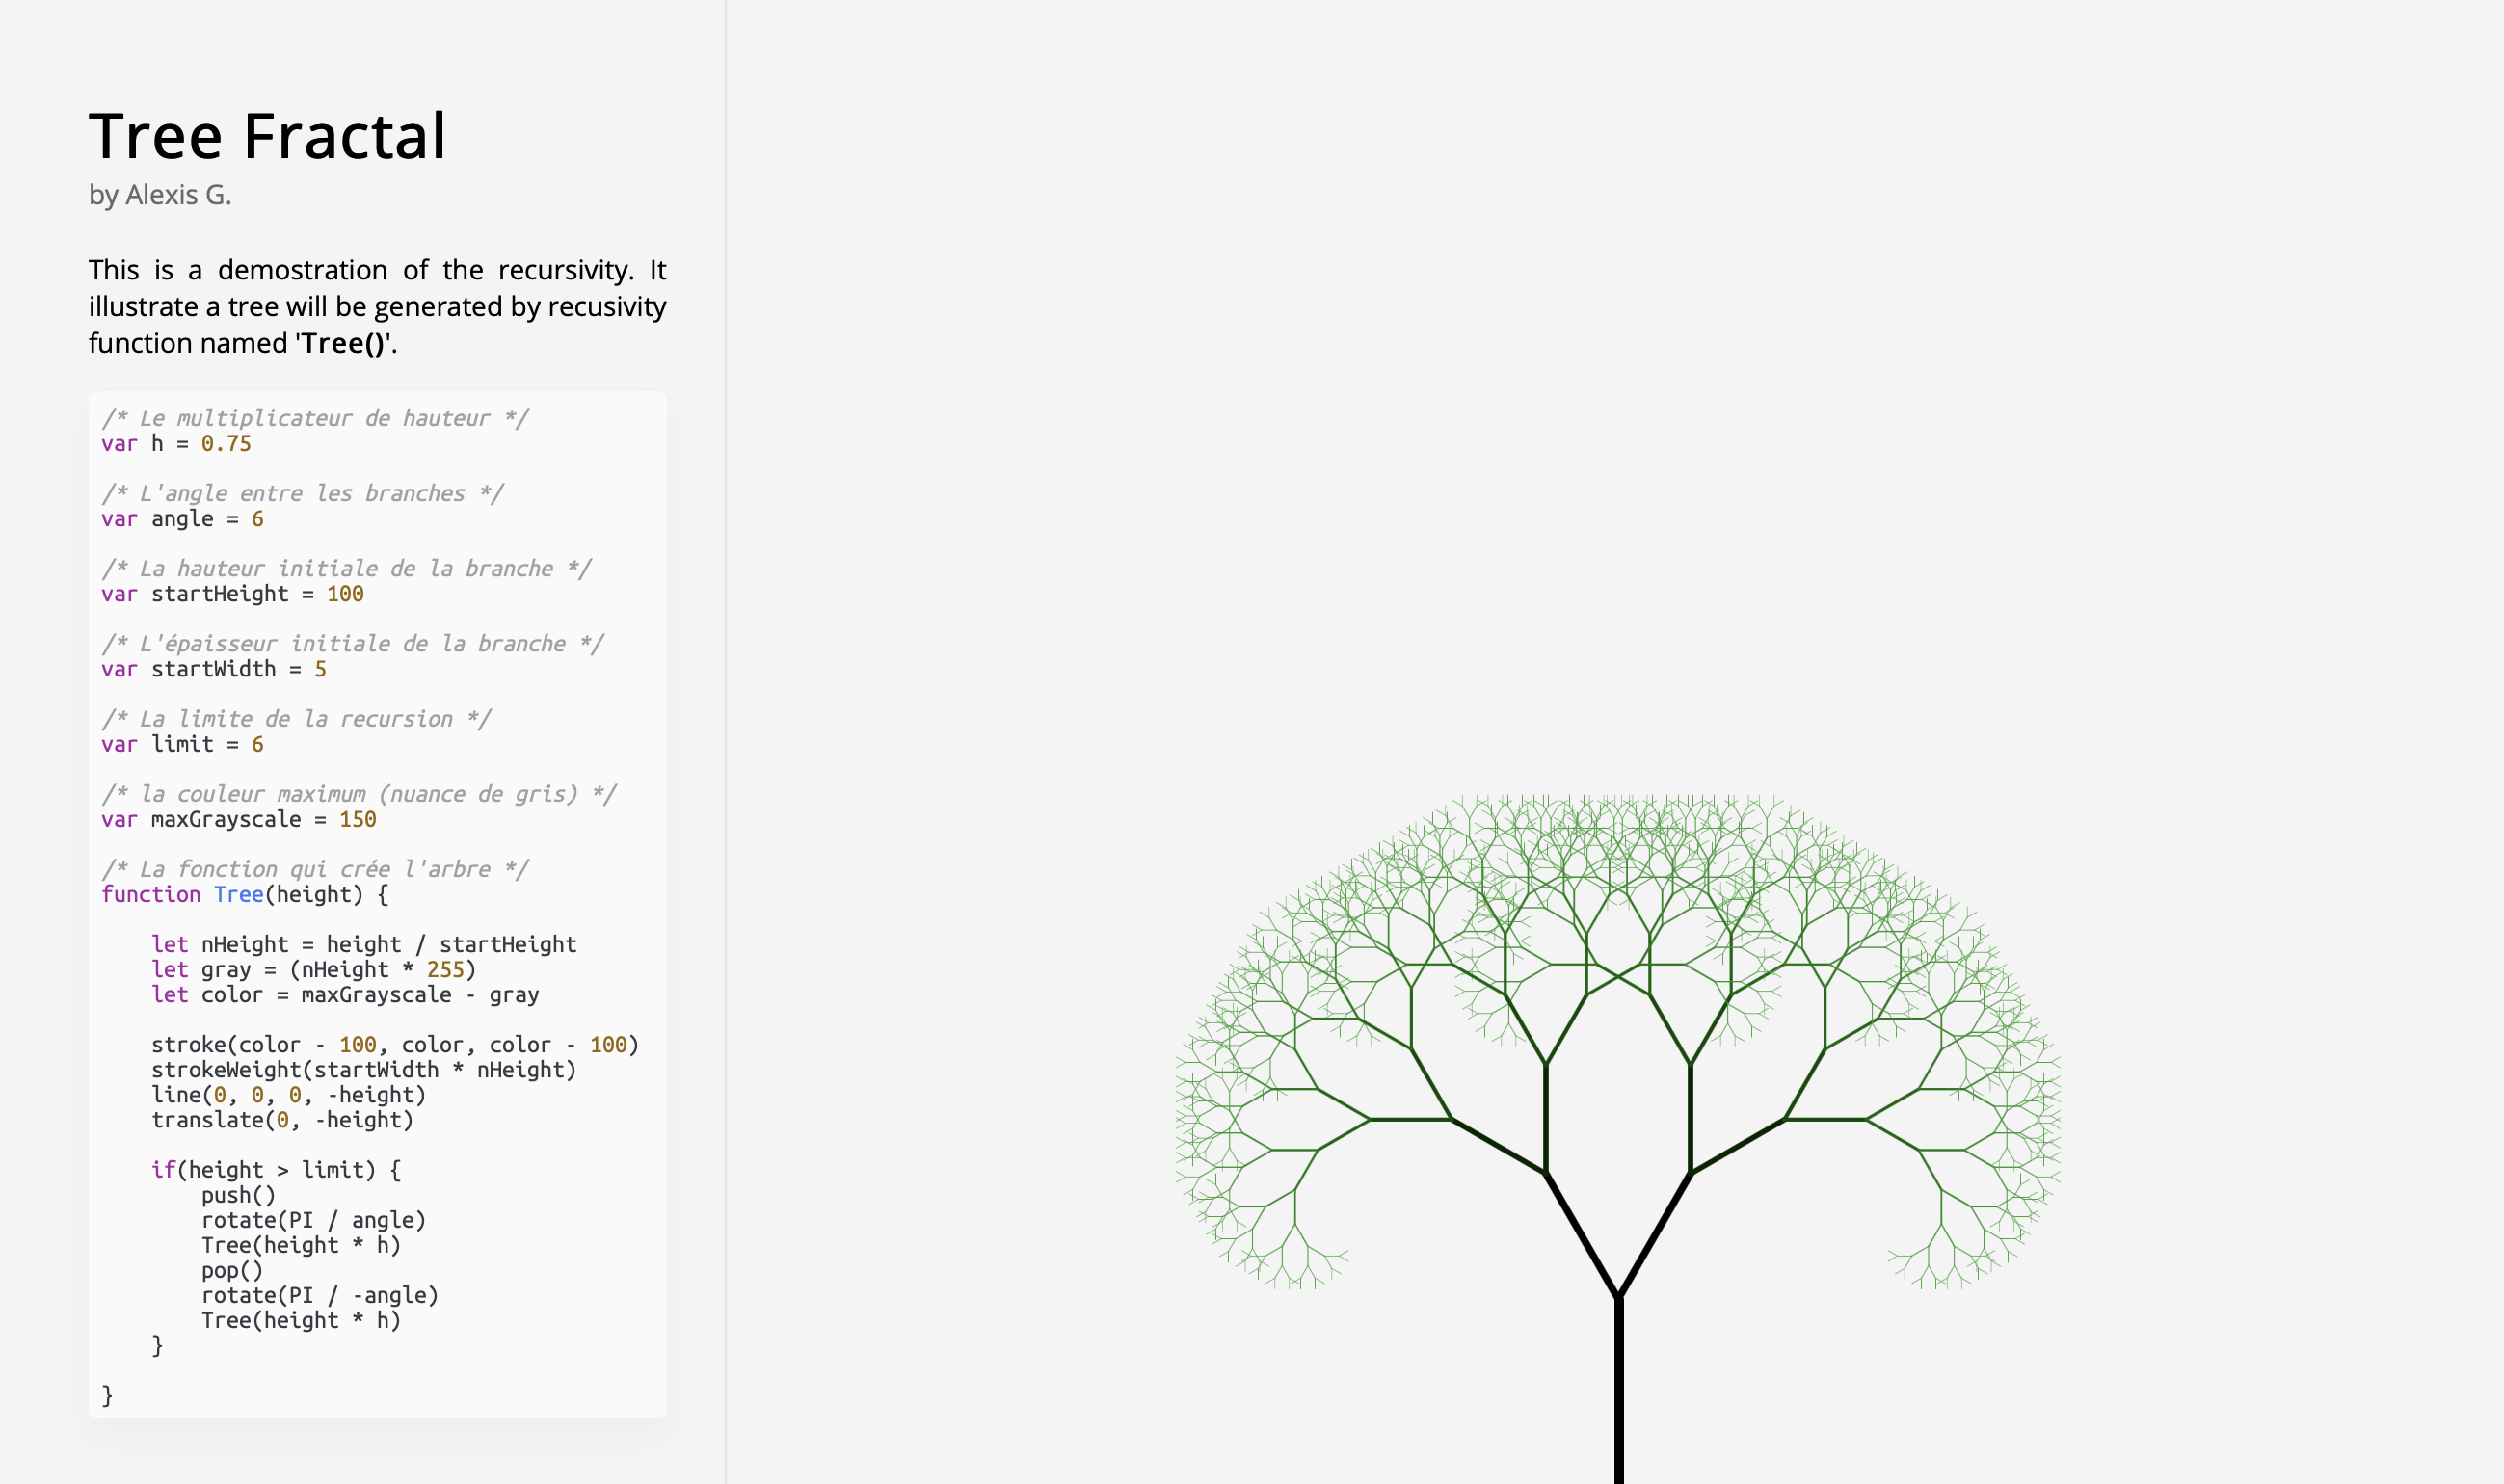 Tree Fractal
by Alexis G.
This is a demostration of the recursivity. It
illustrate a tree will be generated by recusivity
function named 'Tree()'.
/* Le multiplicateur de hauteur */
var h = 0.75
/* L'angle entre les branches */
var angle = 6
/* La hauteur initiale de la branche */
var startHeight = 100
/* L'épaisseur initiale de la branche */
var startWidth = 5
/* La limite de la recursion */
var limit = 6
/* la couleur maximum (nuance de gris) */
var maxGrayscale = 150
/* La fonction qui crée l'arbre */
function Tree(height) {
    let nHeight = height / startHeight
    let gray = (nHeight * 255)
    let color = maxGrayscale - gray
    stroke(color - 100, color, color - 100)
    strokeWeight(startWidth * nHeight)
    line(0, 0, 0, -height)
    translate(0, -height)
    if(height > limit) {
        push()
        rotate(PI / angle)
        Tree(height * h)
        pop()
        rotate(PI / -angle)
        Tree(height * h)
    }
}